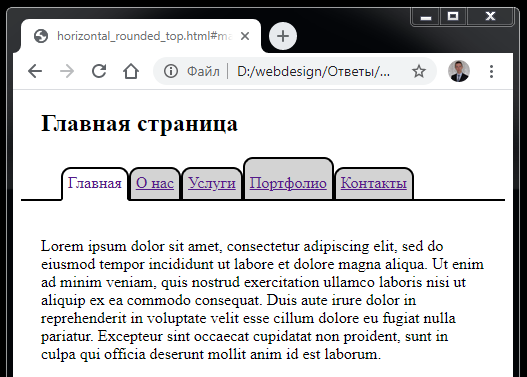 horizontal_rounded_top.html#ma
Файл D:/webdesign/Ответы/...
Главная страница
Главная О нас Услуги Портфолио Контакты
Lorem ipsum dolor sit amet, consectetur adipiscing elit, sed do
eiusmod tempor incididunt ut labore et dolore magna aliqua. Ut enim
ad minim veniam, quis nostrud exercitation ullamco laboris nisi ut
aliquip ex ea commodo consequat. Duis aute irure dolor in
reprehenderit in voluptate velit esse cillum dolore eu fugiat nulla
pariatur. Excepteur sint occaecat cupidatat non proident, sunt in
culpa qui officia deserunt mollit anim id est laborum.